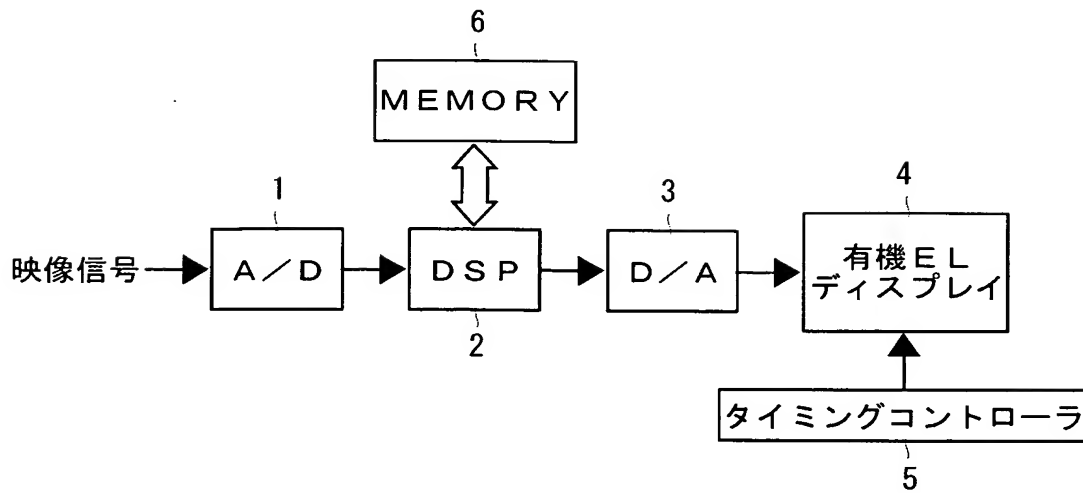 6
MEMORY
1
3
4
映像信号
A/D
DSP
D/A
有機EL
ディスプレイ
2
タイミングコントローラ
5